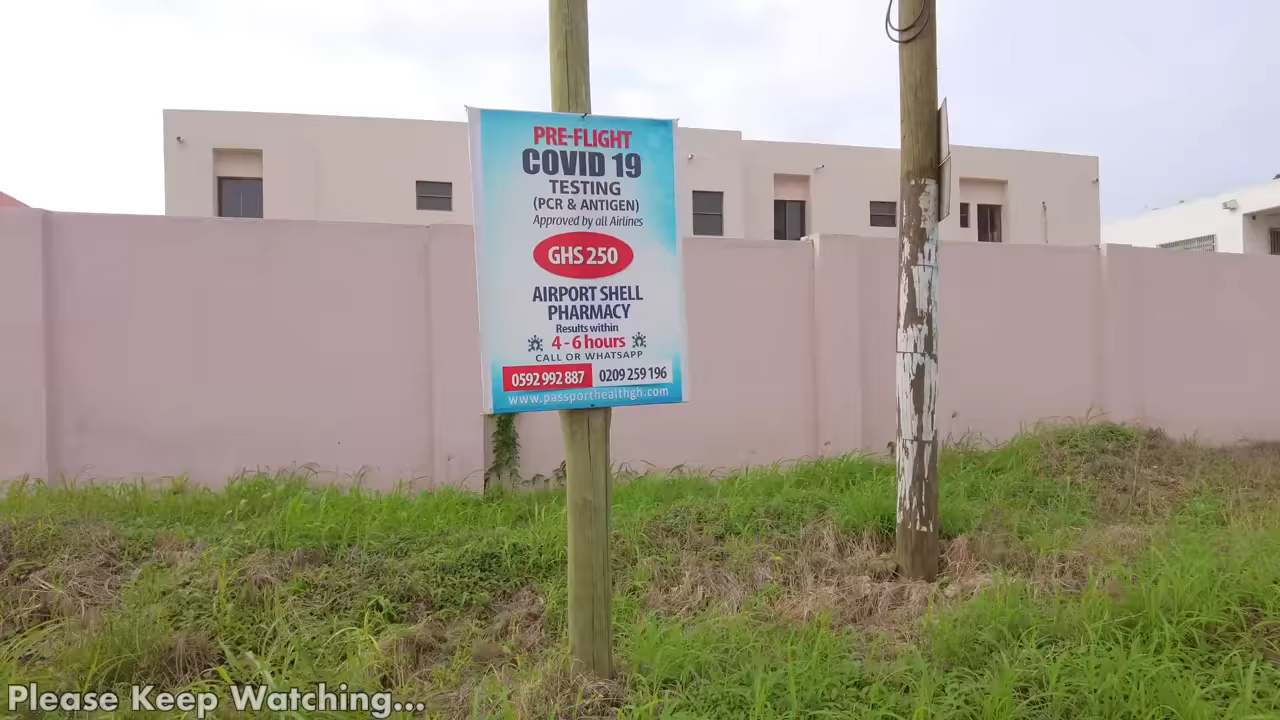 PRE-FLIGHT
COVID 19
TESTING
(PCR & ANTIGEN)
Approved by all Airlines
GHS 250
AIRPORT SHELL
PHARMACY
Results within
4 - 6 hours
CALL OR WHATSAPP
0592 992 887 0209 259 196
www.passporthealthgh.com
Please Keep Watching...